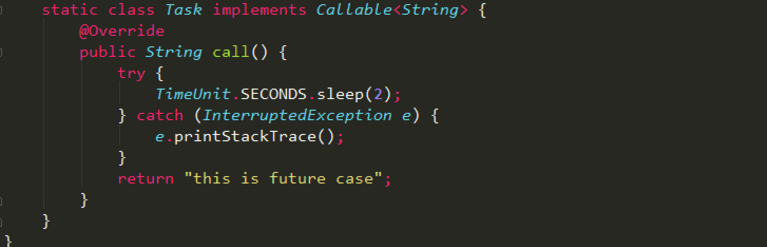 static class Task implements Callable<String> {
@Override
public String call() {
try {
TimeUnit.SECONDS.sleep(2);
} catch (InterruptedException e) {
e.printStackTrace();
}
return "this is future case";
}
}
}